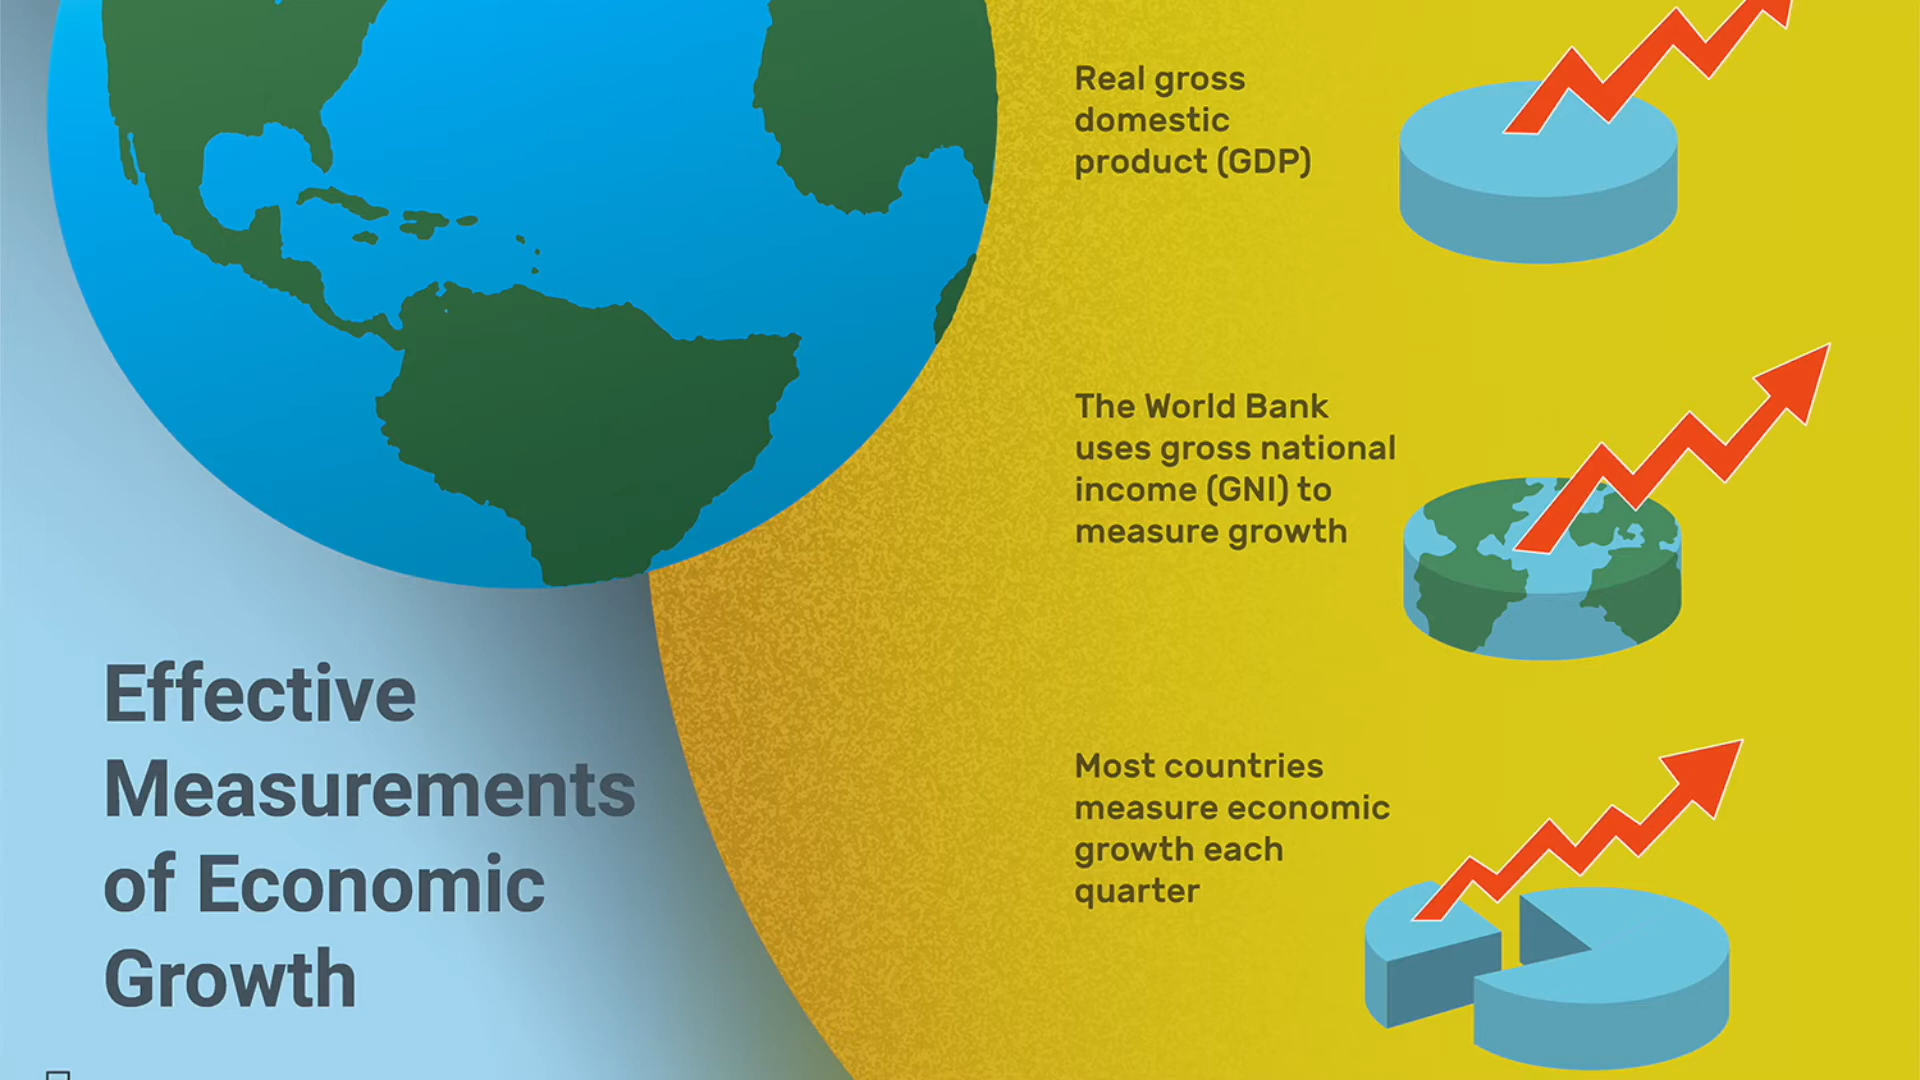 Real gross
domestic
product (GDP)
The World Bank
uses gross national
income (GNI) to
measure growth
Most countries
measure economic
growth each
quarter
Effective
Measurements
of Economic
Growth